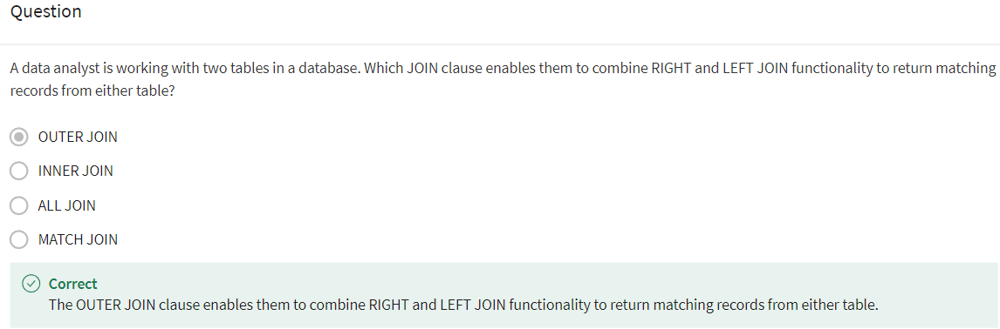 Question
A data analyst is working with two tables in a database. Which JOIN clause enables them to combine RIGHT and LEFT JOIN functionality to return matching
records from either table?
OUTER JOIN
INNER JOIN
ALL JOIN
MATCH JOIN
Correct
The OUTER JOIN clause enables them to combine RIGHT and LEFT JOIN functionality to return matching records from either table.